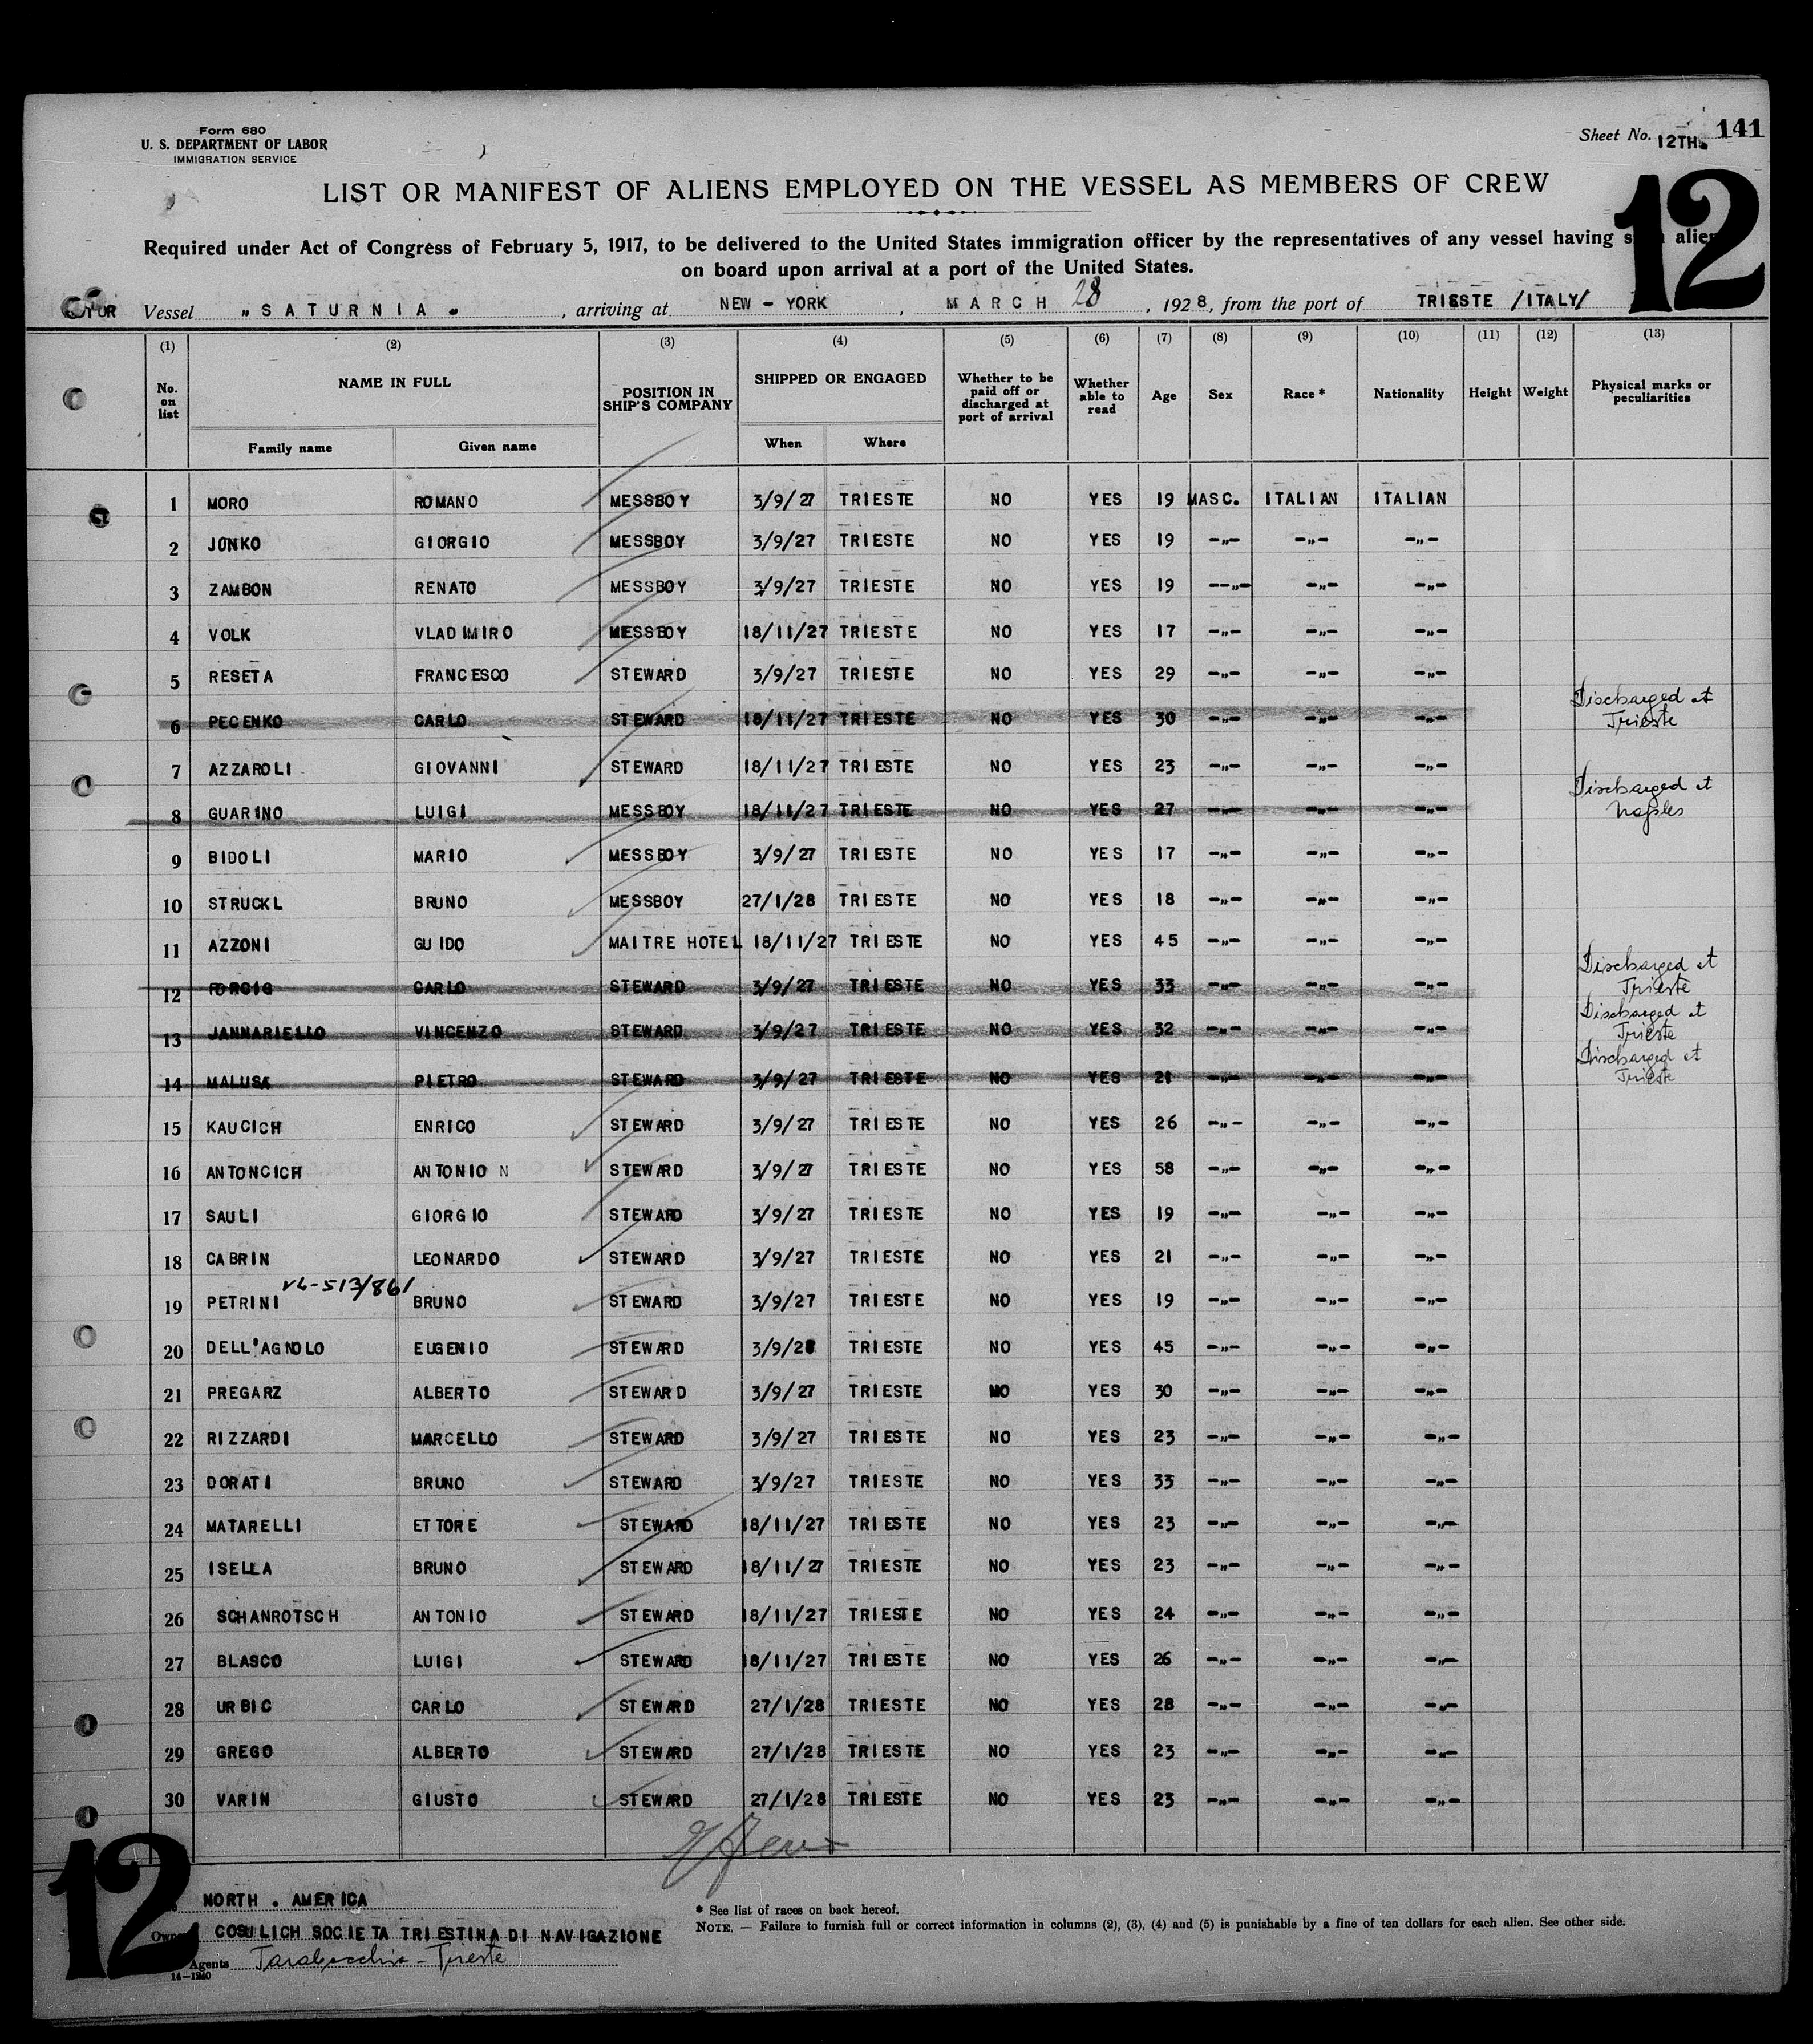 Form 680
U. S. DEPARTMENT OF LABOR
IMMIGRATION SERVICE
Sheet No. 12TH. 141
12
LIST OR MANIFEST OF ALIENS EMPLOYED ON THE VESSEL AS MEMBERS OF CREW
Required under Act of Congress of February 5, 1917, to be delivered to the United States immigration officer by the representatives of any vessel having such aliens
on board upon arrival at a port of the United States.
Vessel „ SATURNIA „ , arriving at NEW - YORK , MARCH 28 , 1928, from the port of TRIESTE /ITALY/
(1) (2) (3) (4) (5) (6) (7) (8) (9) (10) (11) (12) (13)
No. on list NAME IN FULL POSITION IN SHIP'S COMPANY SHIPPED OR ENGAGED Whether to be paid off or discharged at port of arrival Whether able to read Age Sex Race * Nationality Height Weight Physical marks or peculiarities
Family name Given name When Where
1 MORO ROMANO MESSBOY 3/9/27 TRIESTE NO YES 19 MASC. ITALIAN ITALIAN
2 JONKO GIORGIO MESSBOY 3/9/27 TRIESTE NO YES 19 -„- -„- -„-
3 ZAMBON RENATO MESSBOY 3/9/27 TRIESTE NO YES 19 --„- -„- -„-
4 VOLK VLADIMIRO MESSBOY 18/11/27 TRIESTE NO YES 17 -„- -„- -„-
5 RESETA FRANCESCO STEWARD 3/9/27 TRIESTE NO YES 29 -„- -„- -„-
6 PECENKO CARLO STEWARD 18/11/27 TRIESTE NO YES 30 -„- -„- -„- Discharged at Trieste
7 AZZAROLI GIOVANNI STEWARD 18/11/27 TRIESTE NO YES 23 -„- -„- -„-
8 GUARINO LUIGI MESSBOY 18/11/27 TRIESTE NO YES 27 -„- -„- -„- Discharged at Naples
9 BIDOLI MARIO MESSBOY 3/9/27 TRIESTE NO YES 17 -„- -„- -„-
10 STRUCKL BRUNO MESSBOY 27/1/28 TRIESTE NO YES 18 -„- -„- -„-
11 AZZONI GUIDO MAITRE HOTEL 18/11/27 TRIESTE NO YES 45 -„- -„- -„-
12 CARLO STEWARD 3/9/27 TRIESTE NO YES 33 -„- -„- -„- Discharged at Trieste
13 JANNARIELLO VINCENZO STEWARD 3/9/27 TRIESTE NO YES 32 -„- -„- -„- Discharged at Trieste
14 MALUSA PIETRO STEWARD 3/9/27 TRIESTE NO YES 21 -„- -„- -„- Discharged at Trieste
15 KAUCICH ENRICO STEWARD 3/9/27 TRIESTE NO YES 26 -„- -„- -„-
16 ANTONCICH ANTONIO N STEWARD 3/9/27 TRIESTE NO YES 58 -„- -„- -„-
17 SAULI GIORGIO STEWARD 3/9/27 TRIESTE NO YES 19 -„- -„- -„-
18 CABRIN LEONARDO STEWARD 3/9/27 TRIESTE NO YES 21 -„- -„- -„-
VL-513/861
19 PETRINI BRUNO STEWARD 3/9/27 TRIESTE NO YES 19 -„- -„- -„-
20 DELL'AGNOLO EUGENIO STEWARD 3/9/28 TRIESTE NO YES 45 -„- -„- -„-
21 PREGARZ ALBERTO STEWARD 3/9/27 TRIESTE NO YES 30 -„- -„- -„-
22 RIZZARDI MARCELLO STEWARD 3/9/27 TRIESTE NO YES 23 -„- -„- -„-
23 DORATI BRUNO STEWARD 3/9/27 TRIESTE NO YES 33 -„- -„- -„-
24 MATARELLI ETTORE STEWARD 18/11/27 TRIESTE NO YES 23 -„- -„- -„-
25 ISELLA BRUNO STEWARD 18/11/27 TRIESTE NO YES 23 -„- -„- -„-
26 SCHANROTSCH ANTONIO STEWARD 18/11/27 TRIESTE NO YES 24 -„- -„- -„-
27 BLASCO LUIGI STEWARD 18/11/27 TRIESTE NO YES 26 -„- -„- -„-
28 URBIC CARLO STEWARD 27/1/28 TRIESTE NO YES 28 -„- -„- -„-
29 GREGO ALBERTO STEWARD 27/1/28 TRIESTE NO YES 23 -„- -„- -„-
30 VARIN GIUSTO STEWARD 27/1/28 TRIESTE NO YES 23 -„- -„- -„-
12
NORTH . AMERICA
Owners COSULICH SOCIETA TRIESTINA DI NAVIGAZIONE
Agents Tarabocchia - Trieste
14-1240
* See list of races on back hereof.
NOTE. — Failure to furnish full or correct information in columns (2), (3), (4) and (5) is punishable by a fine of ten dollars for each alien. See other side.